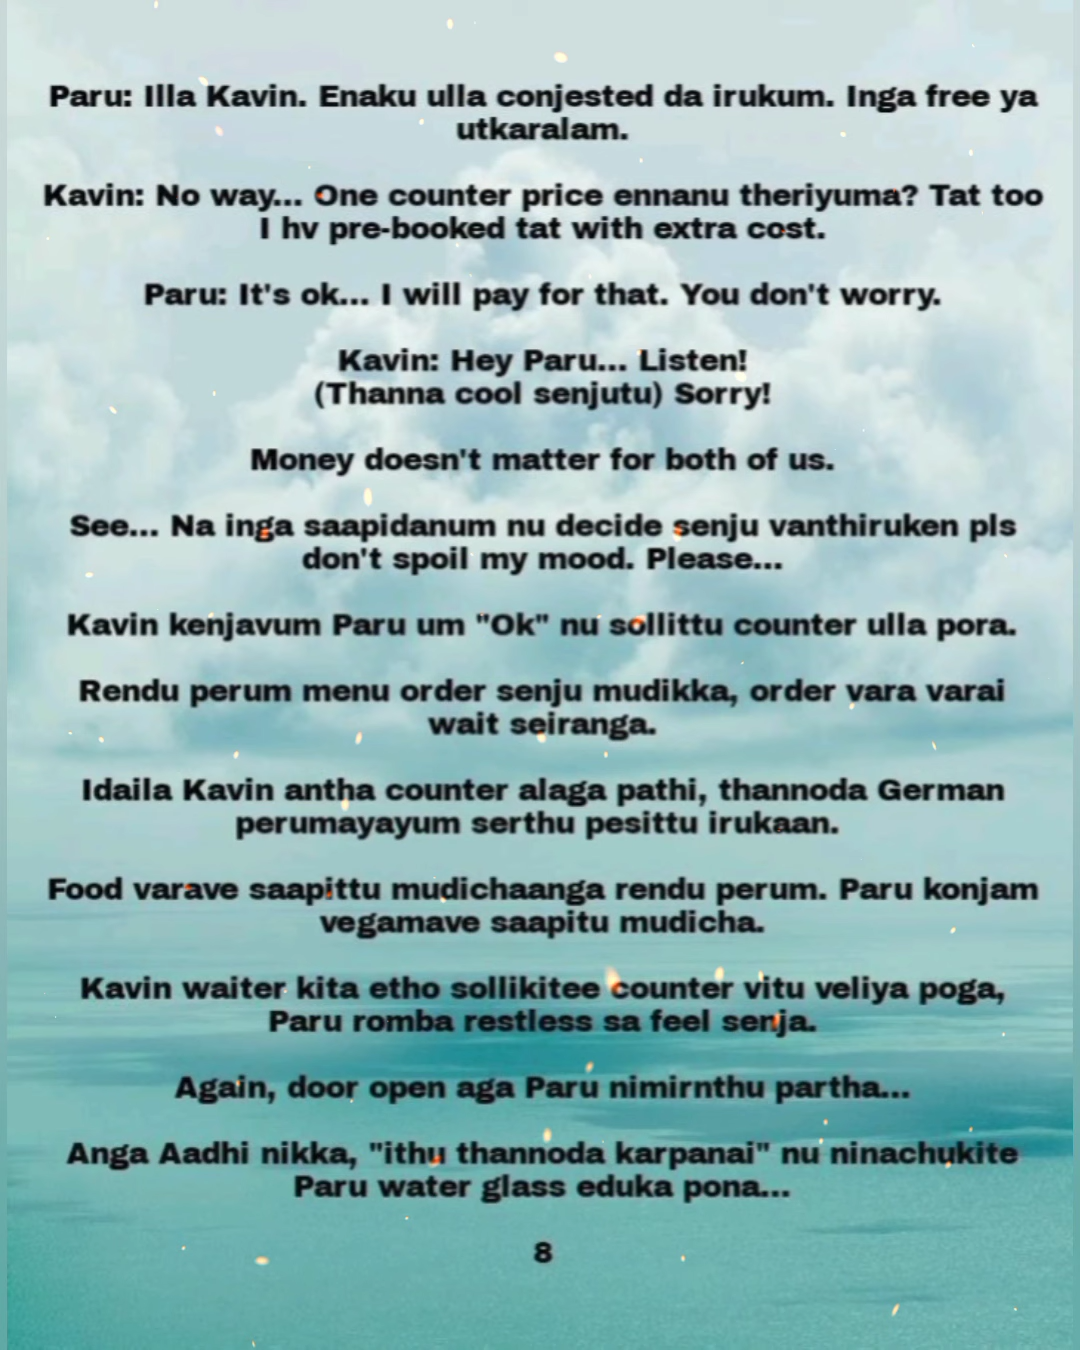 Paru: Illa Kavin. Enaku ulla conjested da irukum. Inga free ya
utkaralam.
Kavin: No way... One counter price ennanu theriyuma? Tat too
I hv pre-booked tat with extra cost.
Paru: It's ok... I will pay for that. You don't worry.
Kavin: Hey Paru... Listen!
(Thanna cool senjutu) Sorry!
Money doesn't matter for both of us.
See... Na inga saapidanum nu decide senju vanthiruken pls
don't spoil my mood. Please...
Kavin kenjavum Paru um "Ok" nu sollittu counter ulla pora.
Rendu perum menu order senju mudikka, order vara varai
wait seiranga.
Idaila Kavin antha counter alaga pathi, thannoda German
perumayayum serthu pesittu irukaan.
Food varave saapittu mudichaanga rendu perum. Paru konjam
vegamave saapitu mudicha.
Kavin waiter kita etho sollikitee counter vitu veliya poga,
Paru romba restless sa feel senja.
Again, door open aga Paru nimirnthu partha...
Anga Aadhi nikka, "ithu thannoda karpanai" nu ninachukite
Paru water glass eduka pona...
8